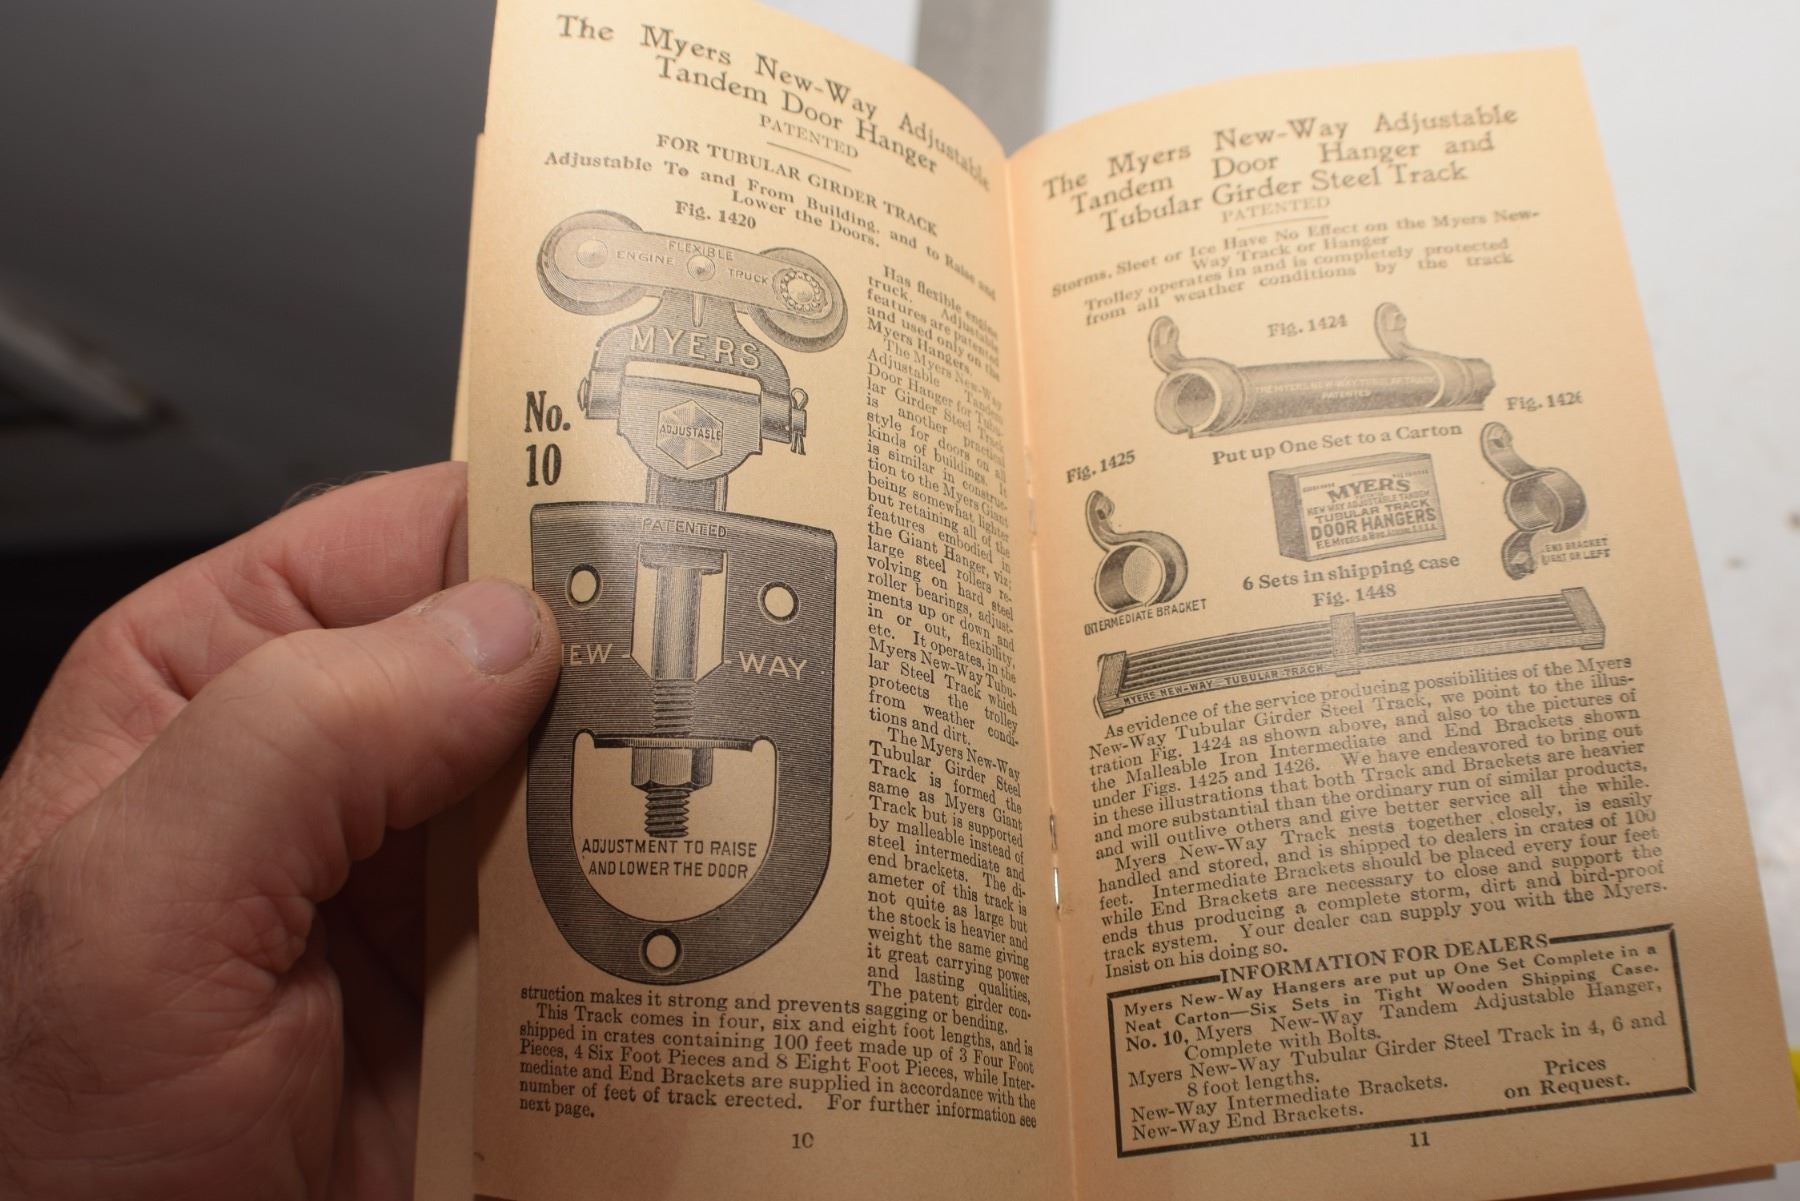 The Myers New-Way Adjustable
Tandem Door Hanger
PATENTED
FOR TUBULAR GIRDER TRACK
Adjustable To and From Building, and to Raise and
Lower the Doors.
Fig. 1420
FLEXIBLE
ENGINE TRUCK
MYERS
ADJUSTABLE
No.
10
PATENTED
EW - WAY
ADJUSTMENT TO RAISE
AND LOWER THE DOOR
Has flexible engine
truck. Adjustable
features are patented
and used only on the
Myers Hangers.
The Myers New-Way
Adjustable Tandem
Door Hanger for Tubu-
lar Girder Steel Track
is another practical
style for doors on all
kinds of buildings. It
is similar in construc-
tion to the Myers Giant
being somewhat lighter
but retaining all of the
features embodied in
the Giant Hanger, viz;
large steel rollers re-
volving on hard steel
roller bearings, adjust-
ments up or down and
in or out, flexibility,
etc. It operates, in the
Myers New-Way Tubu-
lar Steel Track which
protects the trolley
from weather condi-
tions and dirt.
The Myers New-Way
Tubular Girder Steel
Track is formed the
same as Myers Giant
Track but is supported
by malleable instead of
steel intermediate and
end brackets. The di-
ameter of this track is
not quite as large but
the stock is heavier and
weight the same giving
it great carrying power
and lasting qualities,
The patent girder con-
struction makes it strong and prevents sagging or bending.
This Track comes in four, six and eight foot lengths, and is
shipped in crates containing 100 feet made up of 3 Four Foot
Pieces, 4 Six Foot Pieces and 8 Eight Foot Pieces, while Inter-
mediate and End Brackets are supplied in accordance with the
number of feet of track erected. For further information see
next page.
10
The Myers New-Way Adjustable
Tandem Door Hanger and
Tubular Girder Steel Track
PATENTED
Storms, Sleet or Ice Have No Effect on the Myers New-
Way Track or Hanger
Trolley operates in and is completely protected
from all weather conditions by the track
Fig. 1424
THE MYERS NEW-WAY TUBULAR TRACK
PATENTED
Fig. 1426
Put up One Set to a Carton
Fig. 1425
MYERS
NEW WAY ADJUSTABLE TANDEM
TUBULAR TRACK
DOOR HANGERS
F.E. MYERS & BRO. ASHLAND, O. U.S.A.
END BRACKET
RIGHT OR LEFT
6 Sets in shipping case
INTERMEDIATE BRACKET
Fig. 1448
MYERS NEW-WAY-TUBULAR-TRACK
As evidence of the service producing possibilities of the Myers
New-Way Tubular Girder Steel Track, we point to the illus-
tration Fig. 1424 as shown above, and also to the pictures of
the Malleable Iron Intermediate and End Brackets shown
under Figs. 1425 and 1426. We have endeavored to bring out
in these illustrations that both Track and Brackets are heavier
and more substantial than the ordinary run of similar products,
and will outlive others and give better service all the while.
Myers New-Way Track nests together closely, is easily
handled and stored, and is shipped to dealers in crates of 100
feet. Intermediate Brackets should be placed every four feet
while End Brackets are necessary to close and support the
ends thus producing a complete storm, dirt and bird-proof
track system. Your dealer can supply you with the Myers.
Insist on his doing so.
INFORMATION FOR DEALERS
Myers New-Way Hangers are put up One Set Complete in a
Neat Carton—Six Sets in Tight Wooden Shipping Case.
No. 10, Myers New-Way Tandem Adjustable Hanger,
Complete with Bolts.
Myers New-Way Tubular Girder Steel Track in 4, 6 and
8 foot lengths.
New-Way Intermediate Brackets.
New-Way End Brackets.
Prices
on Request.
11